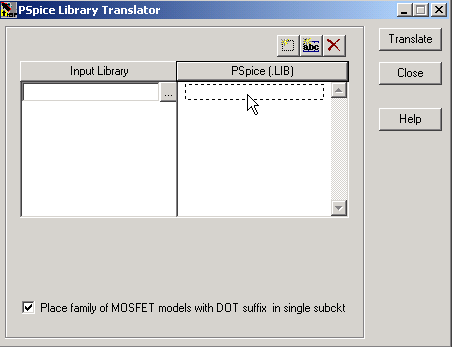 PSpice Library Translator
abc
Translate
Input Library
PSpice (.LIB)
...
Close
Help
Place family of MOSFET models with DOT suffix in single subckt